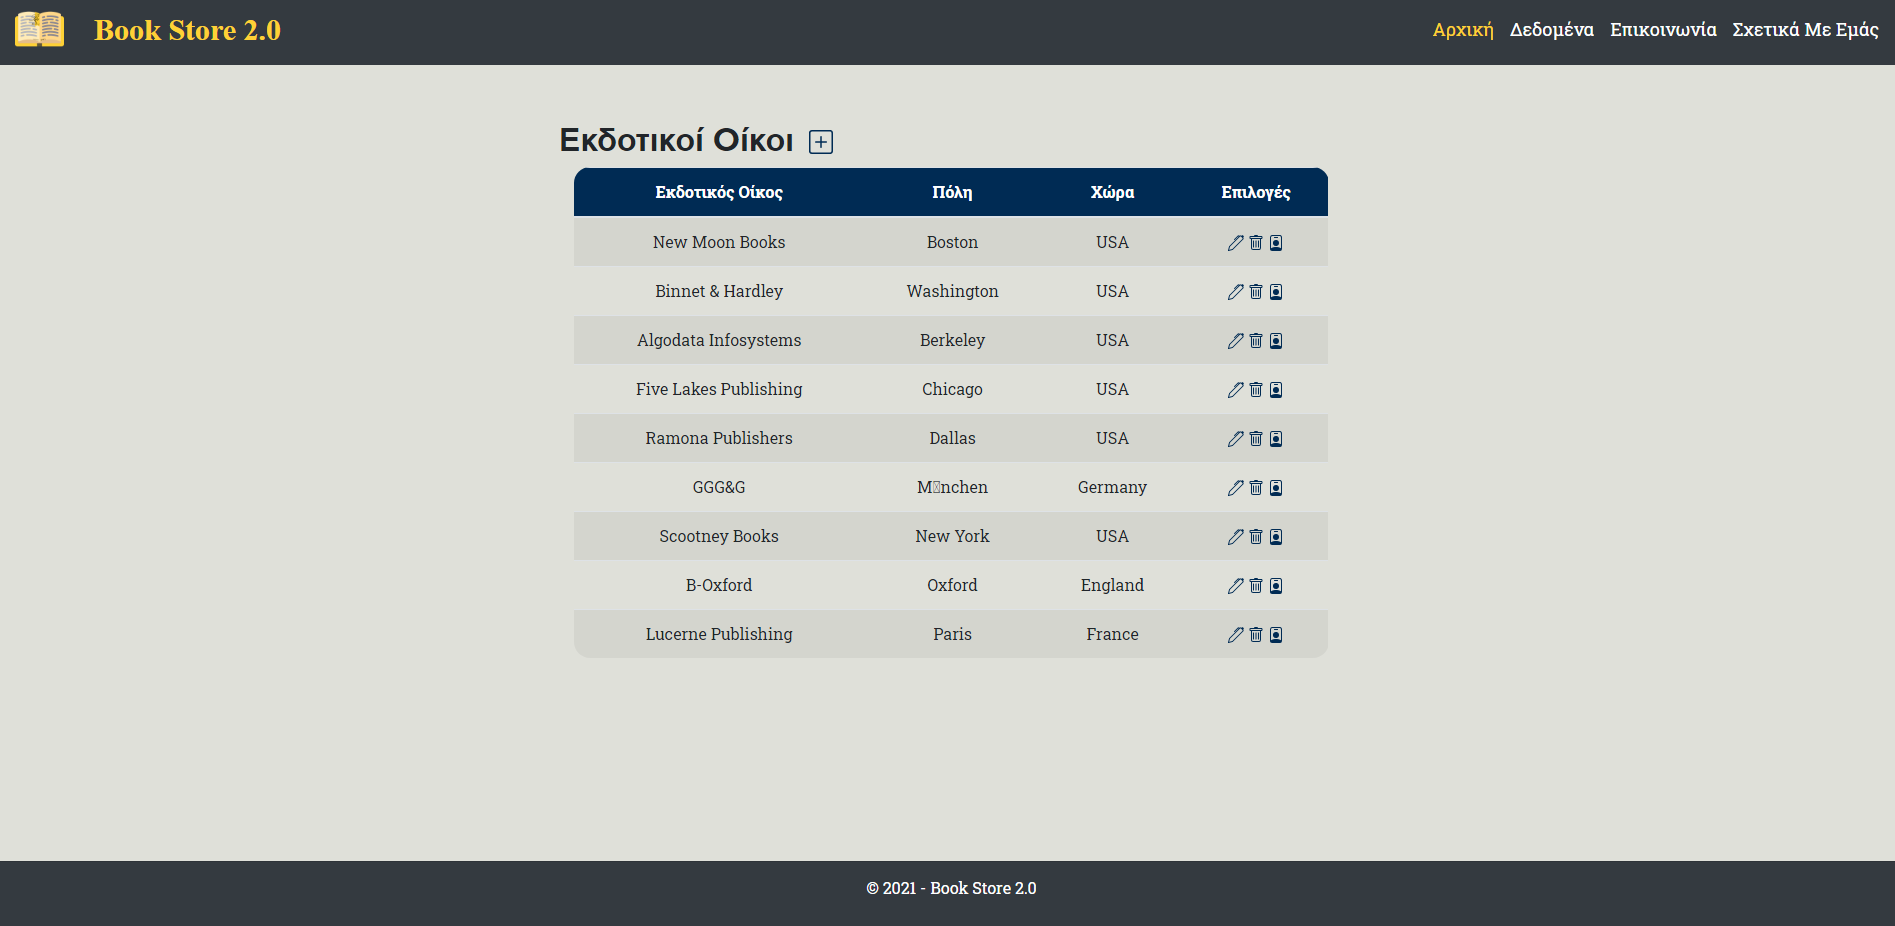 Book Store 2.0
Αρχική Δεδομένα Επικοινωνία Σχετικά Με Εμάς
Εκδοτικοί Οίκοι
Εκδοτικός Οίκος Πόλη Χώρα Επιλογές
New Moon Books Boston USA
Binnet & Hardley Washington USA
Algodata Infosystems Berkeley USA
Five Lakes Publishing Chicago USA
Ramona Publishers Dallas USA
GGG&G M▯nchen Germany
Scootney Books New York USA
B-Oxford Oxford England
Lucerne Publishing Paris France
© 2021 - Book Store 2.0